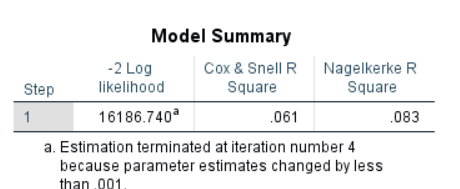 Model Summary
-2 Log Cox & Snell R Nagelkerke R
Step likelihood Square Square
1 16186.740a .061 .083
a. Estimation terminated at iteration number 4
because parameter estimates changed by less
than .001.